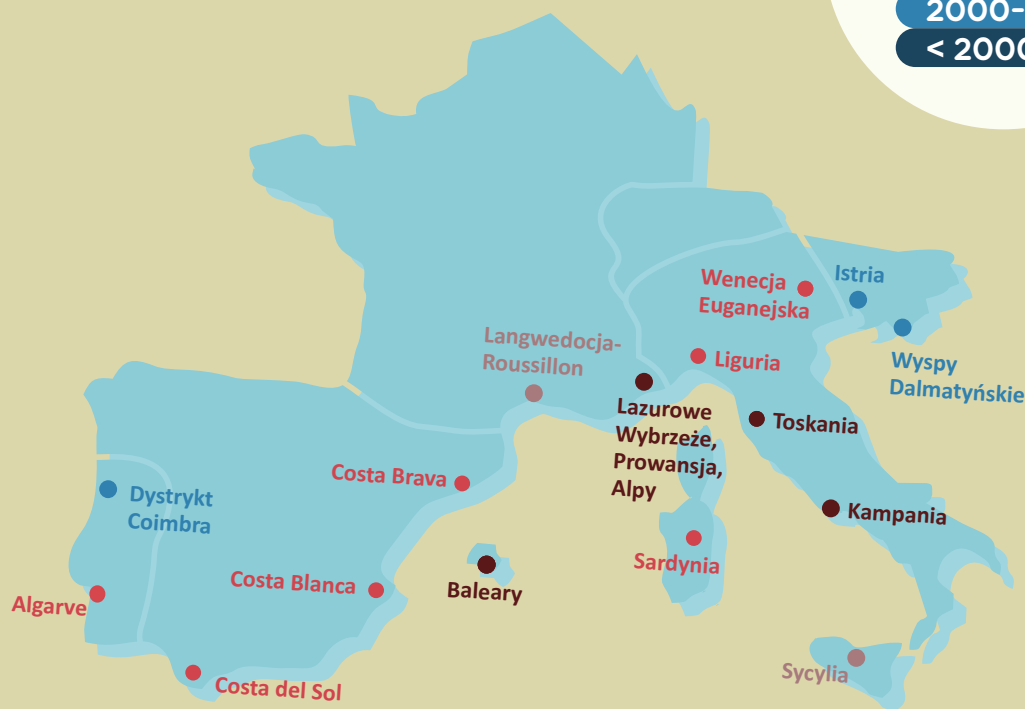 2000-
< 2000
Wenecja
Euganejska
Istria
Wyspy
Dalmatyńskie
Langwedocja-
Roussillon
Liguria
Lazurowe
Wybrzeże,
Prowansja,
Alpy
Toskania
Costa Brava
Dystrykt
Coimbra
Kampania
Sardynia
Costa Blanca
Baleary
Algarve
Costa del Sol
Sycylia